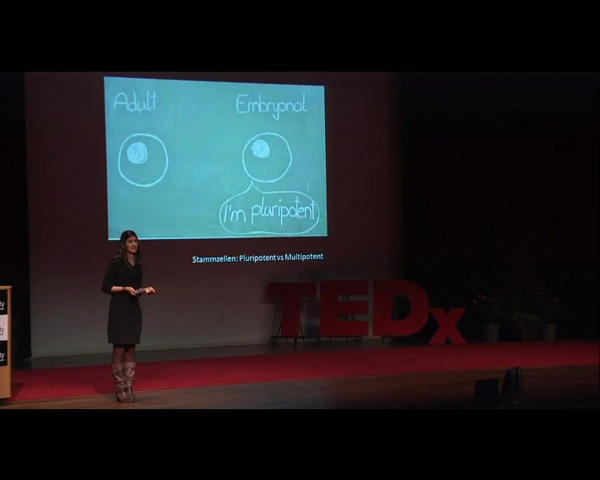 Adult Embryonal
I'm pluripotent
Stammzellen: Pluripotent vs Multipotent
TEDx